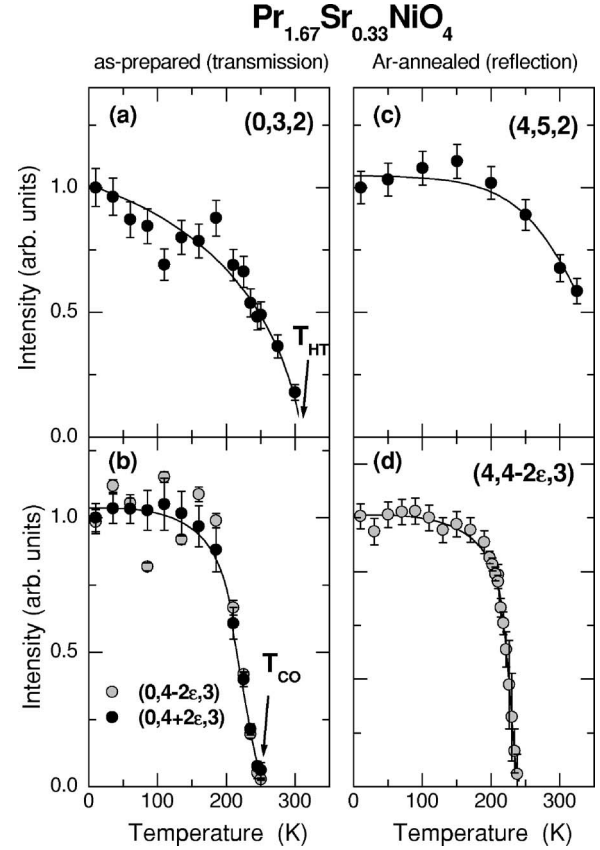 Pr1.67Sr0.33NiO4
as-prepared (transmission)
Ar-annealed (reflection)
(a)
(0,3,2)
1.0
0.5
0.0
Intensity (arb. units)
THT
(c)
(4,5,2)
(b)
1.0
0.5
0.0
Intensity (arb. units)
TCO
(0,4-2ε,3)
(0,4+2ε,3)
0
100
200
300
Temperature (K)
(d)
(4,4-2ε,3)
0
100
200
300
Temperature (K)